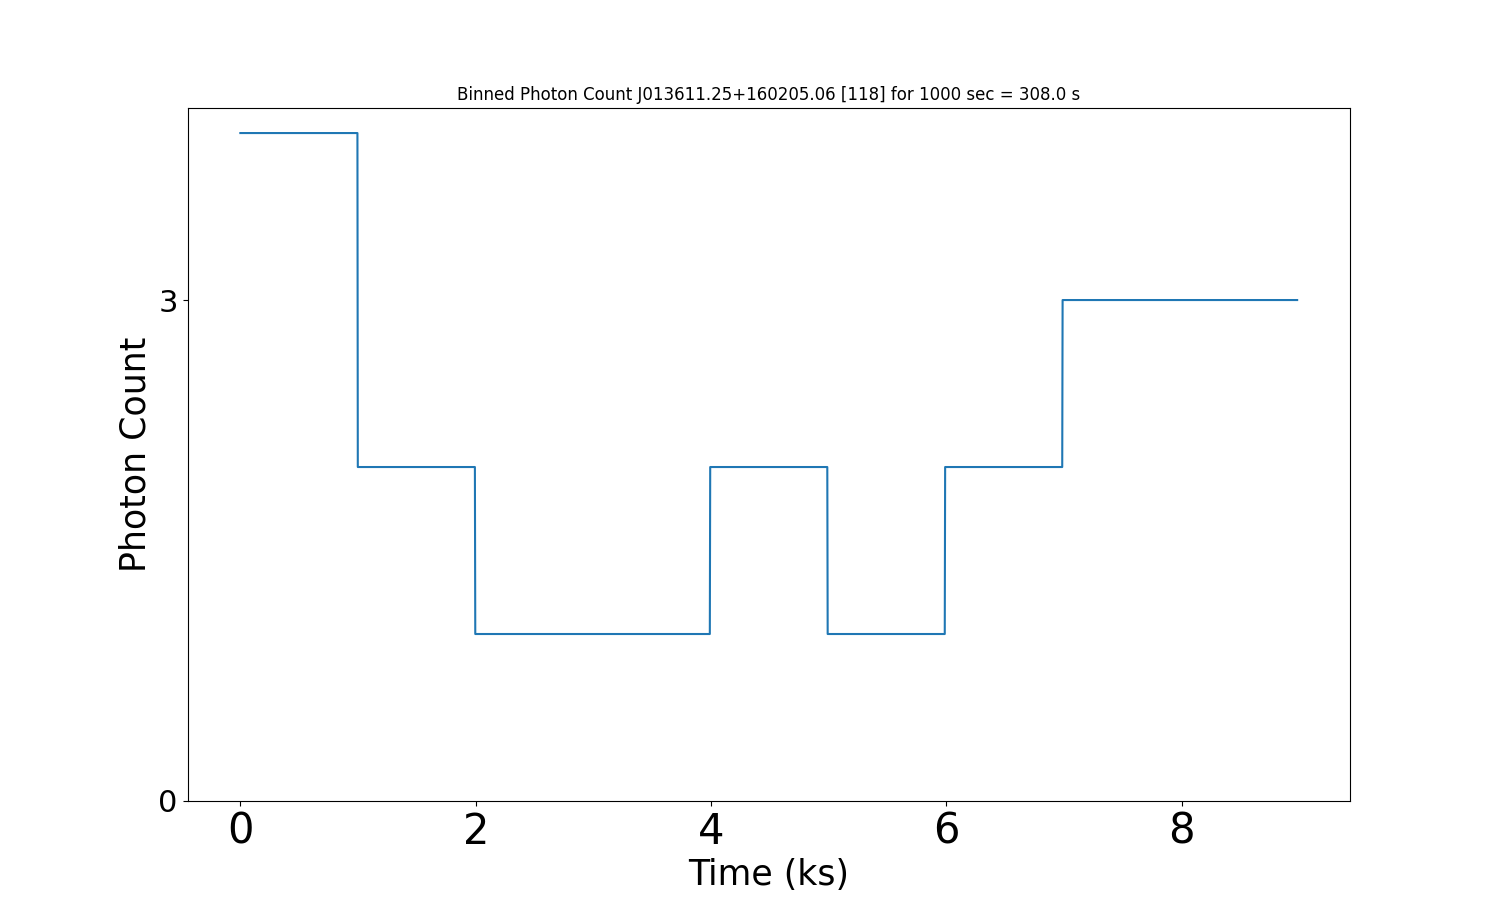 Binned Photon Count J013611.25+160205.06 [118] for 1000 sec = 308.0 s
3
Photon Count
0
0 2 4 6 8
Time (ks)